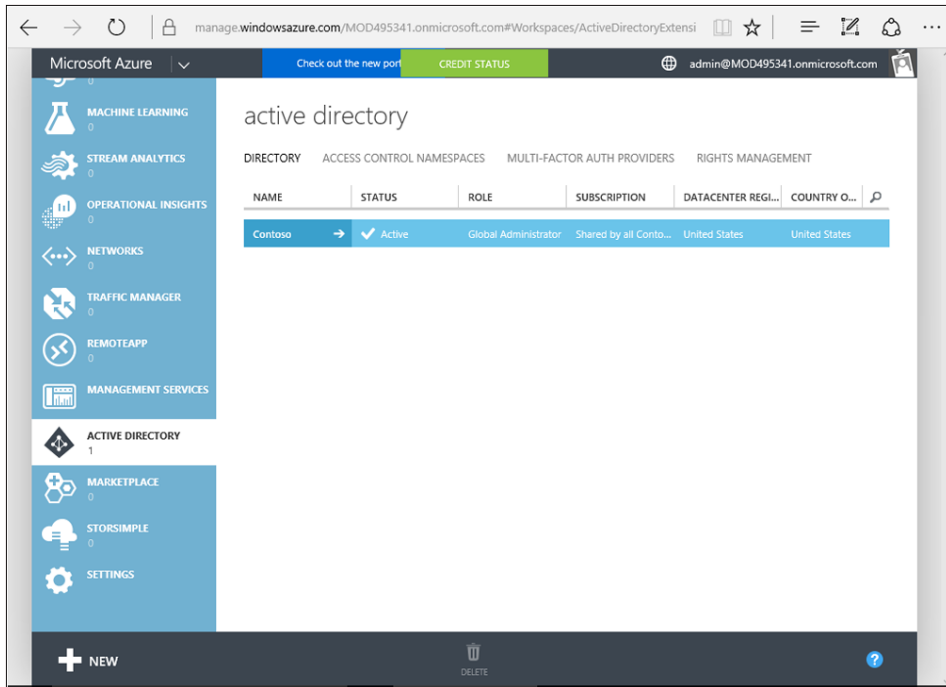 manage.windowsazure.com/MOD495341.onmicrosoft.com#Workspaces/ActiveDirectoryExtensi
Microsoft Azure
Check out the new port
CREDIT STATUS
admin@MOD495341.onmicrosoft.com
0
MACHINE LEARNING
0
STREAM ANALYTICS
0
OPERATIONAL INSIGHTS
0
NETWORKS
0
TRAFFIC MANAGER
0
REMOTEAPP
0
MANAGEMENT SERVICES
ACTIVE DIRECTORY
1
MARKETPLACE
0
STORSIMPLE
0
SETTINGS
active directory
DIRECTORY ACCESS CONTROL NAMESPACES MULTI-FACTOR AUTH PROVIDERS RIGHTS MANAGEMENT
NAME STATUS ROLE SUBSCRIPTION DATACENTER REGI... COUNTRY O...
Contoso Active Global Administrator Shared by all Conto... United States United States
NEW
DELETE
?